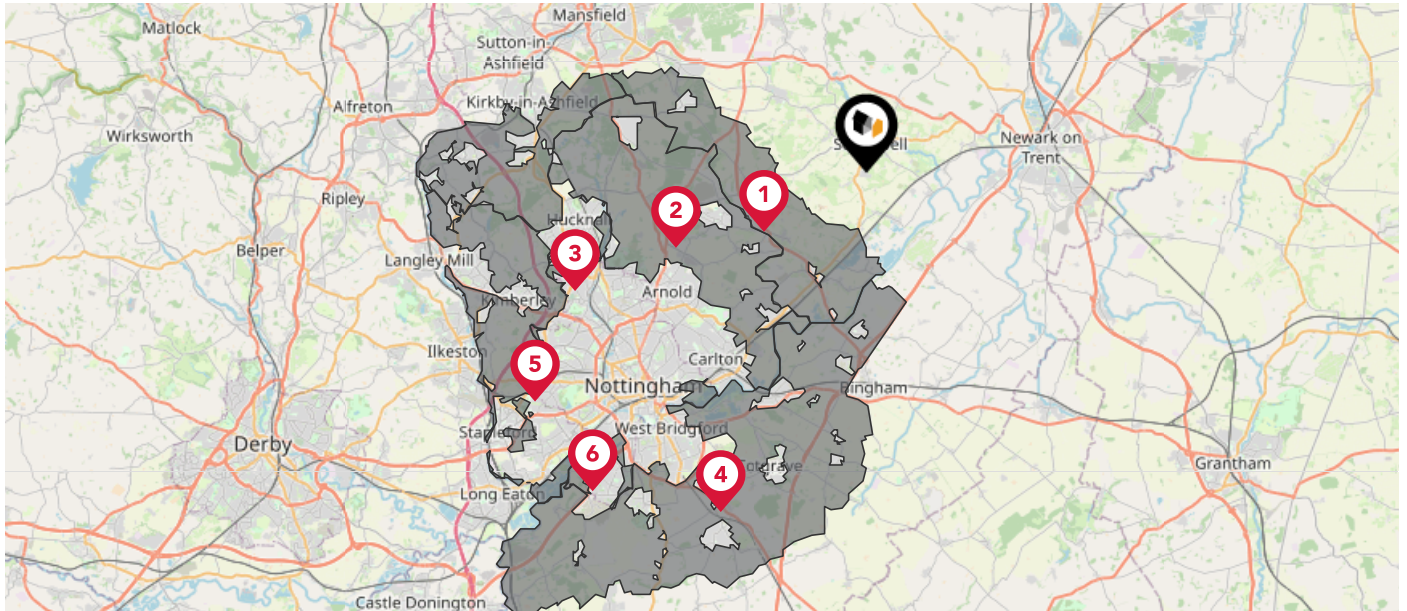 Mansfield
Matlock
Sutton-in-
Ashfield
Alfreton
Kirkby-in-Ashfield
Wirksworth
Newark on
Trent
Ripley
1
2
Belper
Langley Mill
3
Arnold
Kimberley
Ilkeston
Carlton
5
Nottingham
Bingham
Stapleford
West Bridgford
Derby
6
4
Cotgrave
Grantham
Long Eaton
Castle Donington